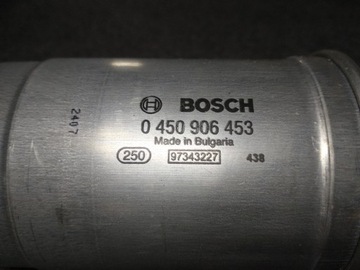 BOSCH
0 450 906 453
Made in Bulgaria
250 97343227 438
2407